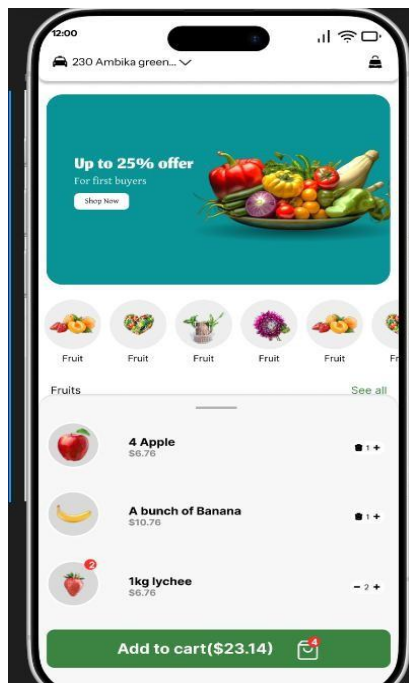 12:00
230 Ambika green...
Up to 25% offer
For first buyers
Shop Now
Fruit Fruit Fruit Fruit Fruit Fr
Fruits See all
4 Apple
$6.76
1 +
A bunch of Banana
$10.76
1 +
2
1kg lychee
$6.76
- 2 +
Add to cart($23.14) 4